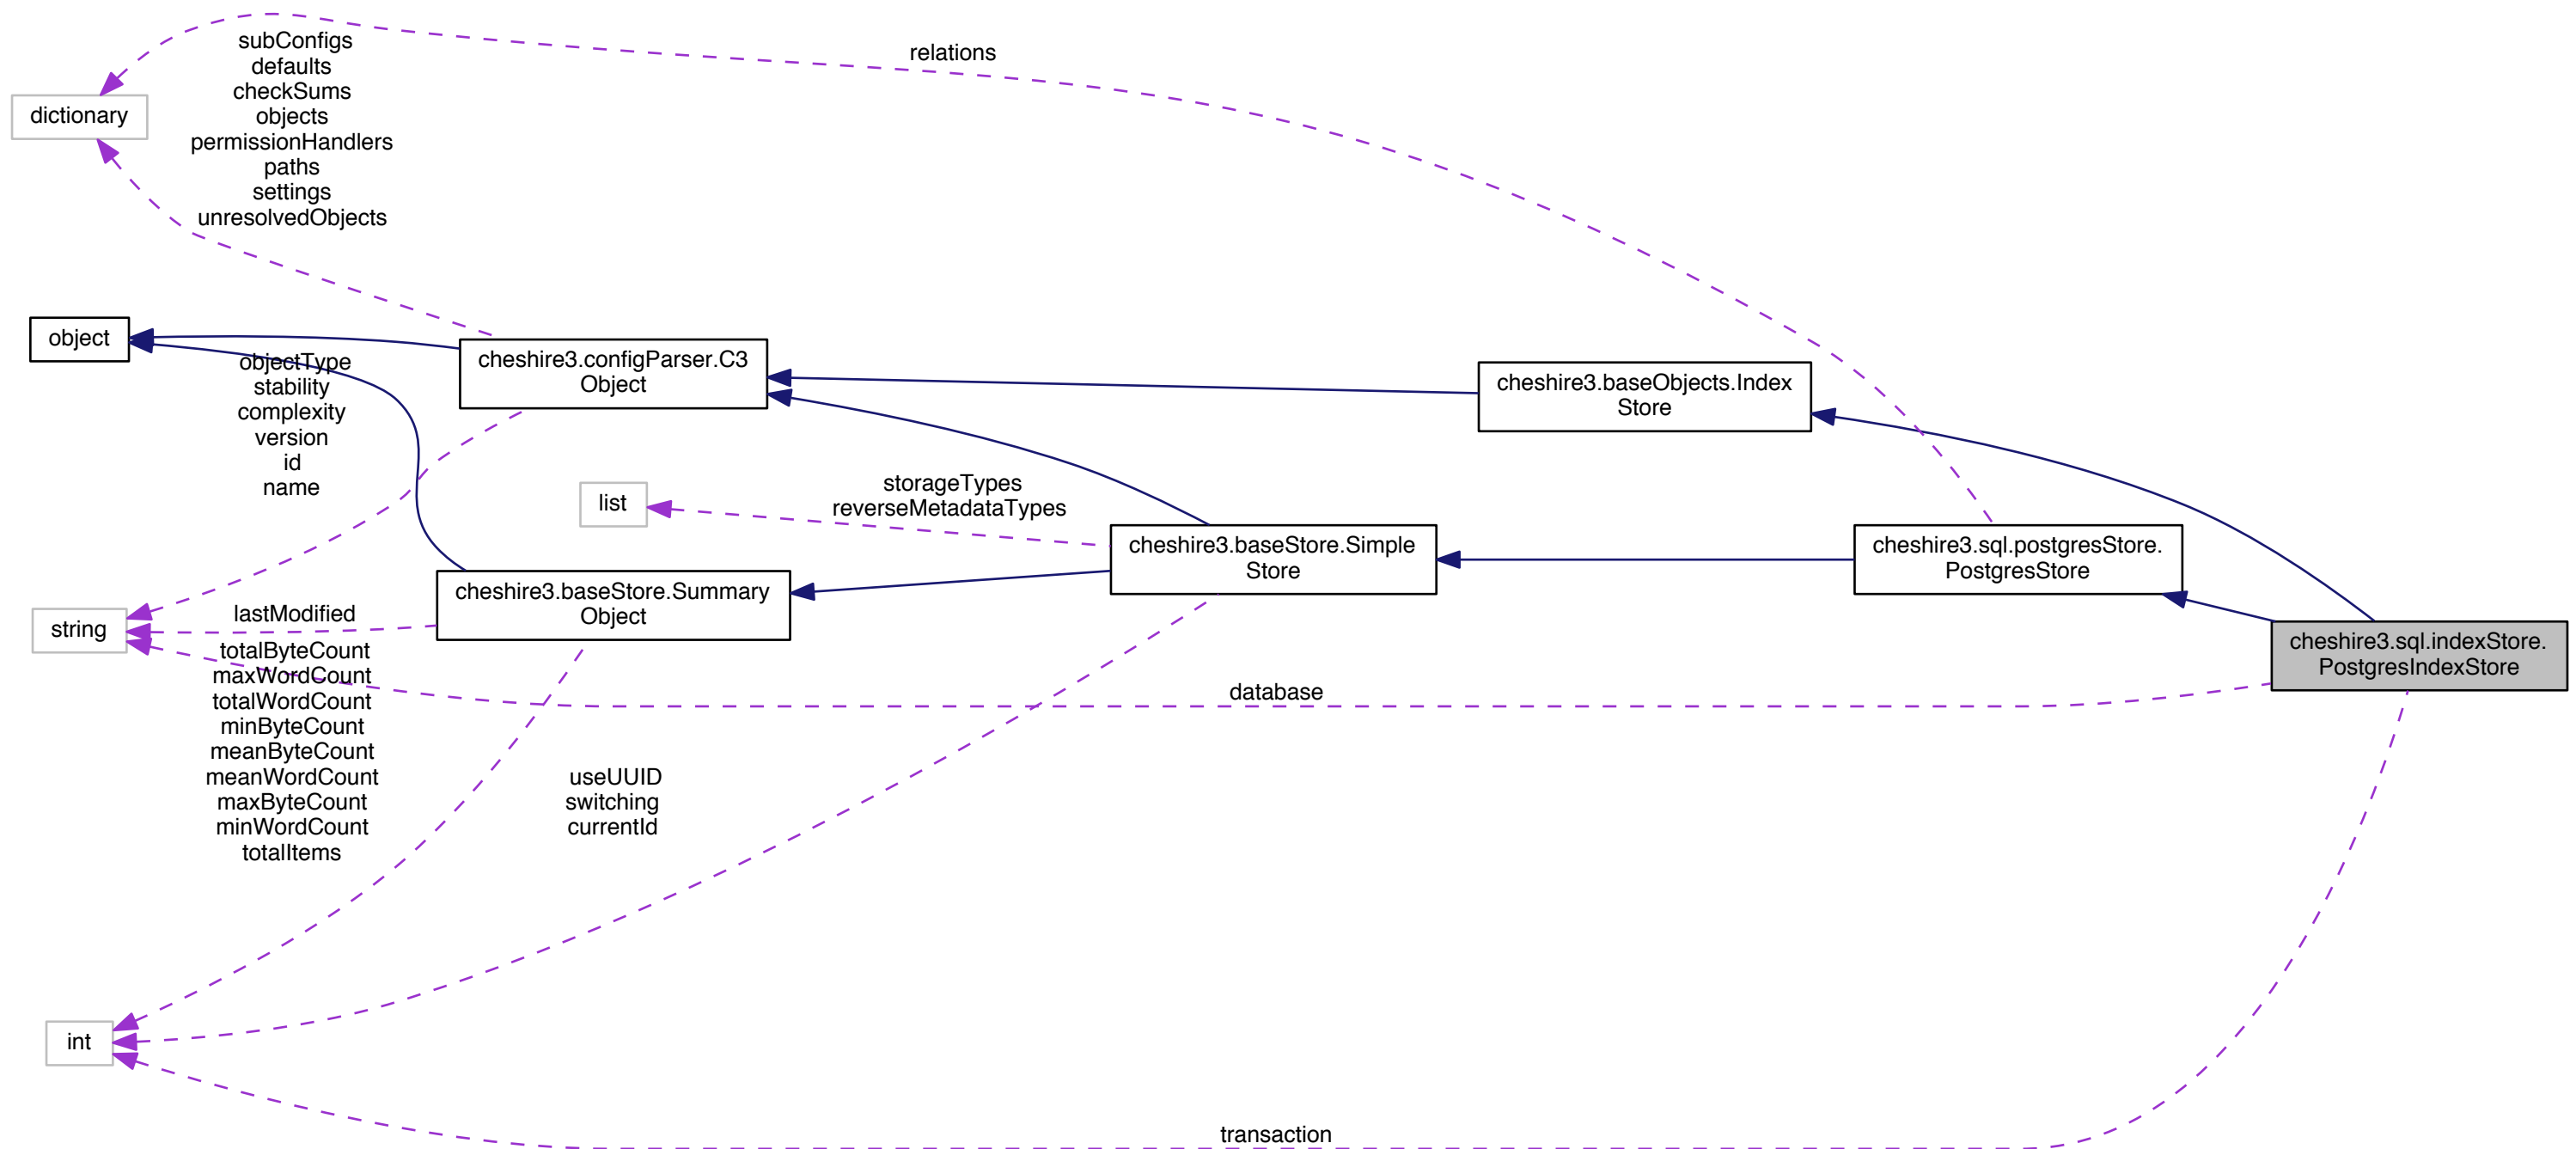 relations
subConfigs
defaults
checkSums
objects
permissionHandlers
paths
settings
unresolvedObjects
dictionary
object
cheshire3.configParser.C3
Object
cheshire3.baseObjects.Index
Store
objectType
stability
complexity
version
id
name
list
storageTypes
reverseMetadataTypes
cheshire3.baseStore.Simple
Store
cheshire3.sql.postgresStore.
PostgresStore
cheshire3.baseStore.Summary
Object
string
lastModified
cheshire3.sql.indexStore.
PostgresIndexStore
database
totalByteCount
maxWordCount
totalWordCount
minByteCount
meanByteCount
meanWordCount
maxByteCount
minWordCount
totalItems
useUUID
switching
currentId
int
transaction